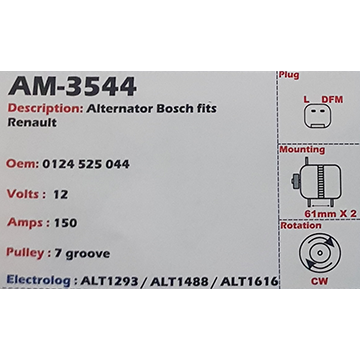 AM-3544
Description: Alternator Bosch fits
Renault
Oem: 0124 525 044
Volts : 12
Amps : 150
Pulley : 7 groove
Electrolog : ALT1293 / ALT1488 / ALT1616
Plug
L DFM
Mounting
61mm X 2
Rotation
CW